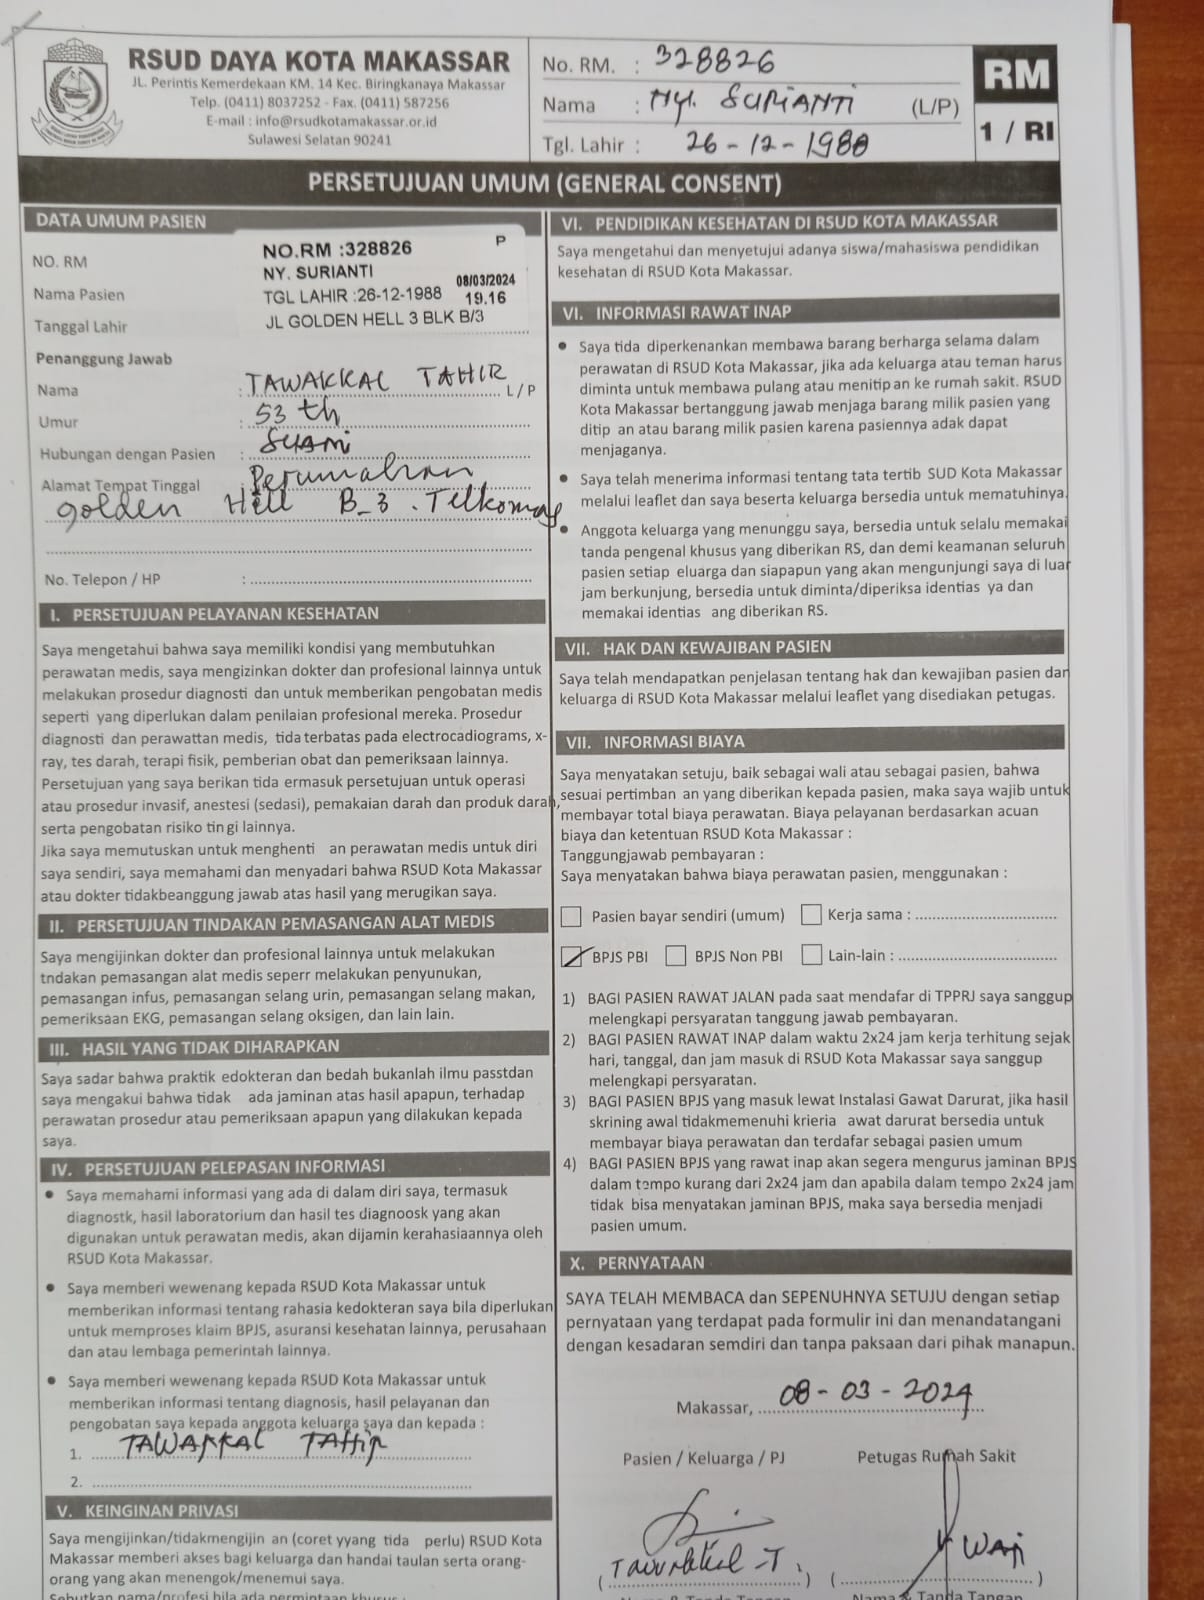 RSUD DAYA KOTA MAKASSAR
JL. Perintis Kemerdekaan KM. 14 Kec. Biringkanaya Makassar
Telp. (0411) 8037252 - Fax. (0411) 587256
E-mail : info@rsudkotamakassar.or.id
Sulawesi Selatan 90241
No. RM. : 328826
Nama : Ny. SURIANTI (L/P)
Tgl. Lahir : 26-12-1988
RM
1 / RI
PERSETUJUAN UMUM (GENERAL CONSENT)
DATA UMUM PASIEN
NO. RM
Nama Pasien
Tanggal Lahir
NO.RM :328826 P
NY. SURIANTI
08/03/2024
TGL LAHIR :26-12-1988 19.16
JL GOLDEN HELL 3 BLK B/3
Penanggung Jawab
Nama : TAWAKKAL TAHIR L/P
Umur : 53 th
Hubungan dengan Pasien : SUAMI
Alamat Tempat Tinggal : Perumahan
golden Hell B_3 . Telkomas
No. Telepon / HP :
I. PERSETUJUAN PELAYANAN KESEHATAN
Saya mengetahui bahwa saya memiliki kondisi yang membutuhkan
perawatan medis, saya mengizinkan dokter dan profesional lainnya untuk
melakukan prosedur diagnosti dan untuk memberikan pengobatan medis
seperti yang diperlukan dalam penilaian profesional mereka. Prosedur
diagnosti dan perawattan medis, tida terbatas pada electrocadiograms, x-
ray, tes darah, terapi fisik, pemberian obat dan pemeriksaan lainnya.
Persetujuan yang saya berikan tida ermasuk persetujuan untuk operasi
atau prosedur invasif, anestesi (sedasi), pemakaian darah dan produk darah,
serta pengobatan risiko tin gi lainnya.
Jika saya memutuskan untuk menghenti an perawatan medis untuk diri
saya sendiri, saya memahami dan menyadari bahwa RSUD Kota Makassar
atau dokter tidakbeanggung jawab atas hasil yang merugikan saya.
II. PERSETUJUAN TINDAKAN PEMASANGAN ALAT MEDIS
Saya mengijinkan dokter dan profesional lainnya untuk melakukan
tndakan pemasangan alat medis seperr melakukan penyunukan,
pemasangan infus, pemasangan selang urin, pemasangan selang makan,
pemeriksaan EKG, pemasangan selang oksigen, dan lain lain.
III. HASIL YANG TIDAK DIHARAPKAN
Saya sadar bahwa praktik edokteran dan bedah bukanlah ilmu passtdan
saya mengakui bahwa tidak ada jaminan atas hasil apapun, terhadap
perawatan prosedur atau pemeriksaan apapun yang dilakukan kepada
saya.
IV. PERSETUJUAN PELEPASAN INFORMASI
• Saya memahami informasi yang ada di dalam diri saya, termasuk
diagnostk, hasil laboratorium dan hasil tes diagnoosk yang akan
digunakan untuk perawatan medis, akan dijamin kerahasiaannya oleh
RSUD Kota Makassar.
• Saya memberi wewenang kepada RSUD Kota Makassar untuk
memberikan informasi tentang rahasia kedokteran saya bila diperlukan
untuk memproses klaim BPJS, asuransi kesehatan lainnya, perusahaan
dan atau lembaga pemerintah lainnya.
• Saya memberi wewenang kepada RSUD Kota Makassar untuk
memberikan informasi tentang diagnosis, hasil pelayanan dan
pengobatan saya kepada anggota keluarga saya dan kepada :
1. TAWAKKAL TAHIR
2.
V. KEINGINAN PRIVASI
Saya mengijinkan/tidakmengijin an (coret yyang tida perlu) RSUD Kota
Makassar memberi akses bagi keluarga dan handai taulan serta orang-
orang yang akan menengok/menemui saya.
Sebutkan nama/profesi bila ada permintaan khusus :
VI. PENDIDIKAN KESEHATAN DI RSUD KOTA MAKASSAR
Saya mengetahui dan menyetujui adanya siswa/mahasiswa pendidikan
kesehatan di RSUD Kota Makassar.
VI. INFORMASI RAWAT INAP
• Saya tida diperkenankan membawa barang berharga selama dalam
perawatan di RSUD Kota Makassar, jika ada keluarga atau teman harus
diminta untuk membawa pulang atau menitip an ke rumah sakit. RSUD
Kota Makassar bertanggung jawab menjaga barang milik pasien yang
ditip an atau barang milik pasien karena pasiennya adak dapat
menjaganya.
• Saya telah menerima informasi tentang tata tertib SUD Kota Makassar
melalui leaflet dan saya beserta keluarga bersedia untuk mematuhinya.
• Anggota keluarga yang menunggu saya, bersedia untuk selalu memakai
tanda pengenal khusus yang diberikan RS, dan demi keamanan seluruh
pasien setiap eluarga dan siapapun yang akan mengunjungi saya di luar
jam berkunjung, bersedia untuk diminta/diperiksa identias ya dan
memakai identias ang diberikan RS.
VII. HAK DAN KEWAJIBAN PASIEN
Saya telah mendapatkan penjelasan tentang hak dan kewajiban pasien dan
keluarga di RSUD Kota Makassar melalui leaflet yang disediakan petugas.
VII. INFORMASI BIAYA
Saya menyatakan setuju, baik sebagai wali atau sebagai pasien, bahwa
sesuai pertimban an yang diberikan kepada pasien, maka saya wajib untuk
membayar total biaya perawatan. Biaya pelayanan berdasarkan acuan
biaya dan ketentuan RSUD Kota Makassar :
Tanggungjawab pembayaran :
Saya menyatakan bahwa biaya perawatan pasien, menggunakan :
Pasien bayar sendiri (umum) Kerja sama :
BPJS PBI BPJS Non PBI Lain-lain :
1) BAGI PASIEN RAWAT JALAN pada saat mendafar di TPPRJ saya sanggup
melengkapi persyaratan tanggung jawab pembayaran.
2) BAGI PASIEN RAWAT INAP dalam waktu 2x24 jam kerja terhitung sejak
hari, tanggal, dan jam masuk di RSUD Kota Makassar saya sanggup
melengkapi persyaratan.
3) BAGI PASIEN BPJS yang masuk lewat Instalasi Gawat Darurat, jika hasil
skrining awal tidakmemenuhi krieria awat darurat bersedia untuk
membayar biaya perawatan dan terdafar sebagai pasien umum
4) BAGI PASIEN BPJS yang rawat inap akan segera mengurus jaminan BPJS
dalam tempo kurang dari 2x24 jam dan apabila dalam tempo 2x24 jam
tidak bisa menyatakan jaminan BPJS, maka saya bersedia menjadi
pasien umum.
X. PERNYATAAN
SAYA TELAH MEMBACA dan SEPENUHNYA SETUJU dengan setiap
pernyataan yang terdapat pada formulir ini dan menandatangani
dengan kesadaran semdiri dan tanpa paksaan dari pihak manapun.
Makassar, 08-03-2024
Pasien / Keluarga / PJ Petugas Rumah Sakit
(Tawakkal-T.) ( )
Nama & Tanda Tangan Nama & Tanda Tangan